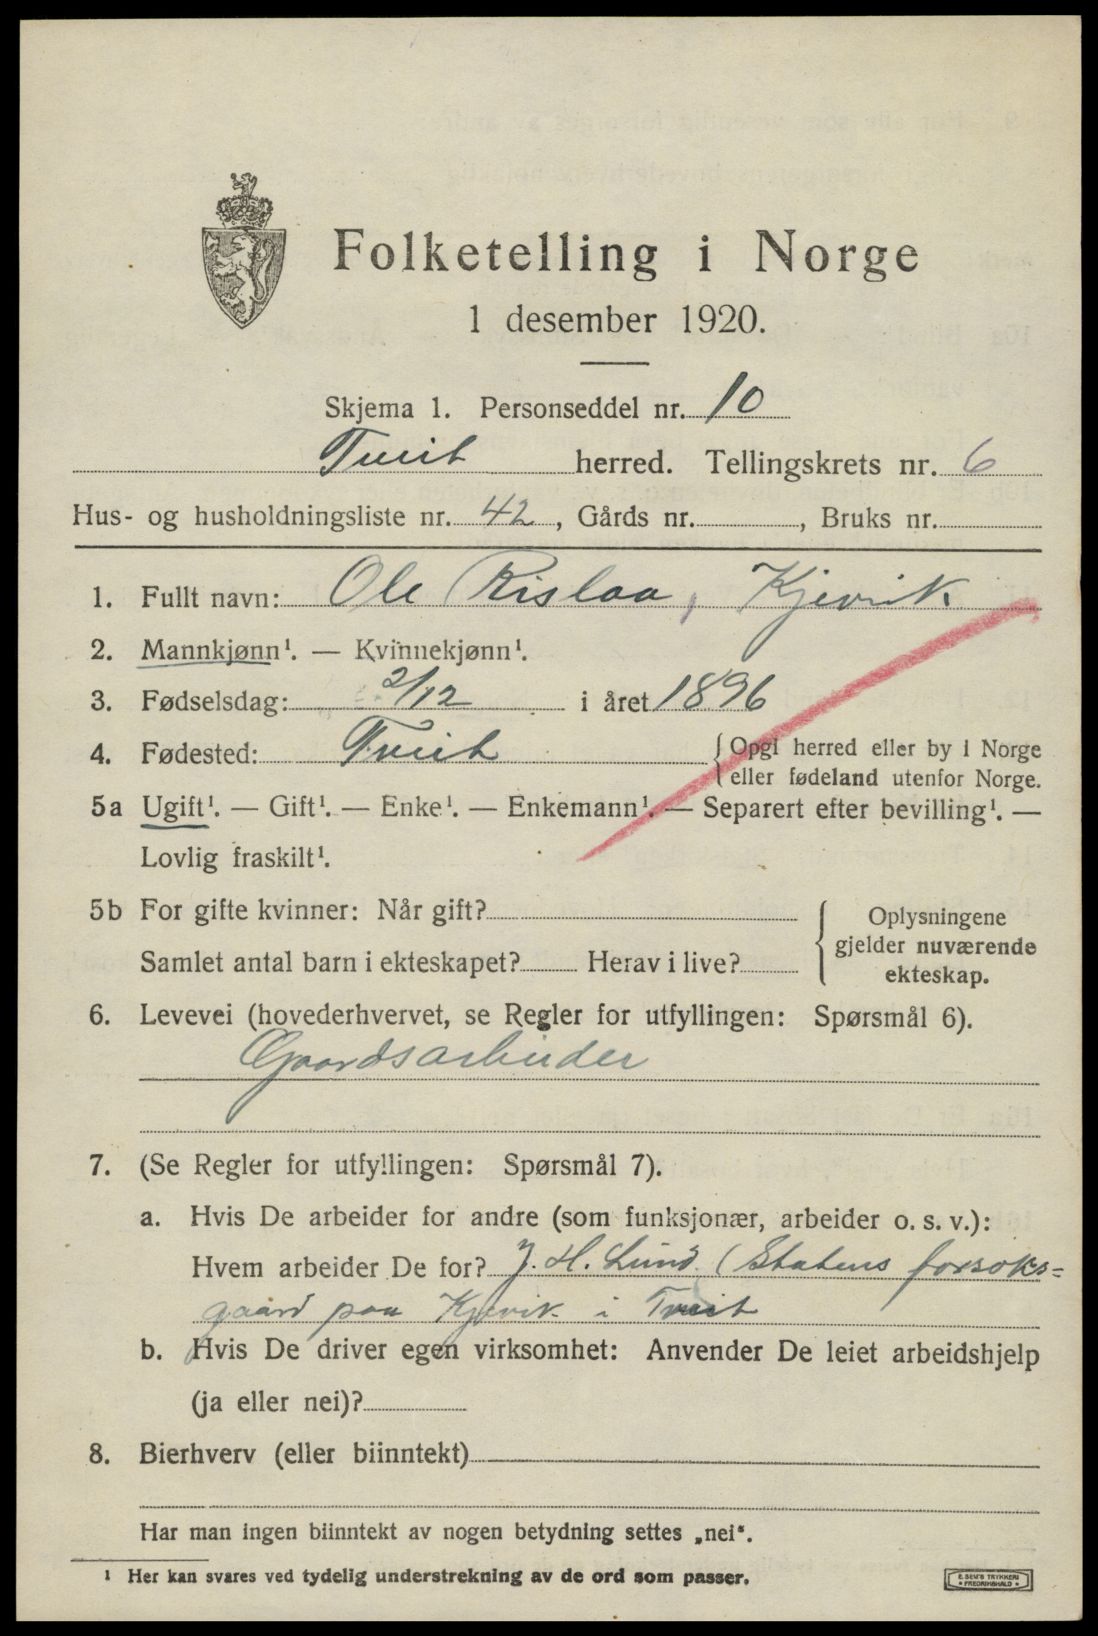 Folketelling i Norge
1 desember 1920.
Skjema 1. Personseddel nr. 10
Tveit herred. Tellingskrets nr. 6
Hus- og husholdningsliste nr. 42, Gårds nr. , Bruks nr.
1. Fullt navn: Ole Rislaa, Kjevik
2. Mannkjønn¹. — Kvinnekjønn¹.
3. Fødselsdag: 2/12 i året 1896
4. Fødested: Tveit {Opgi herred eller by i Norge
eller fødeland utenfor Norge.
5a Ugift¹. — Gift¹. — Enke¹. — Enkemann¹. — Separert efter bevilling¹. —
Lovlig fraskilt¹.
5b For gifte kvinner: Når gift?
Samlet antal barn i ekteskapet? Herav i live?
{Oplysningene
gjelder nuværende
ekteskap.
6. Levevei (hovederhvervet, se Regler for utfyllingen: Spørsmål 6).
Gaardsarbeider
7. (Se Regler for utfyllingen: Spørsmål 7).
a. Hvis De arbeider for andre (som funksjonær, arbeider o. s. v.):
Hvem arbeider De for? J. H. Lund (Statens forsøks-
gaard paa Kjevik i Tveit
b. Hvis De driver egen virksomhet: Anvender De leiet arbeidshjelp
(ja eller nei)?
8. Bierhverv (eller biinntekt)
Har man ingen biinntekt av nogen betydning settes „nei“.
¹ Her kan svares ved tydelig understrekning av de ord som passer.
E. SEM'S TRYKKERI
• FREDRIKSHALD •